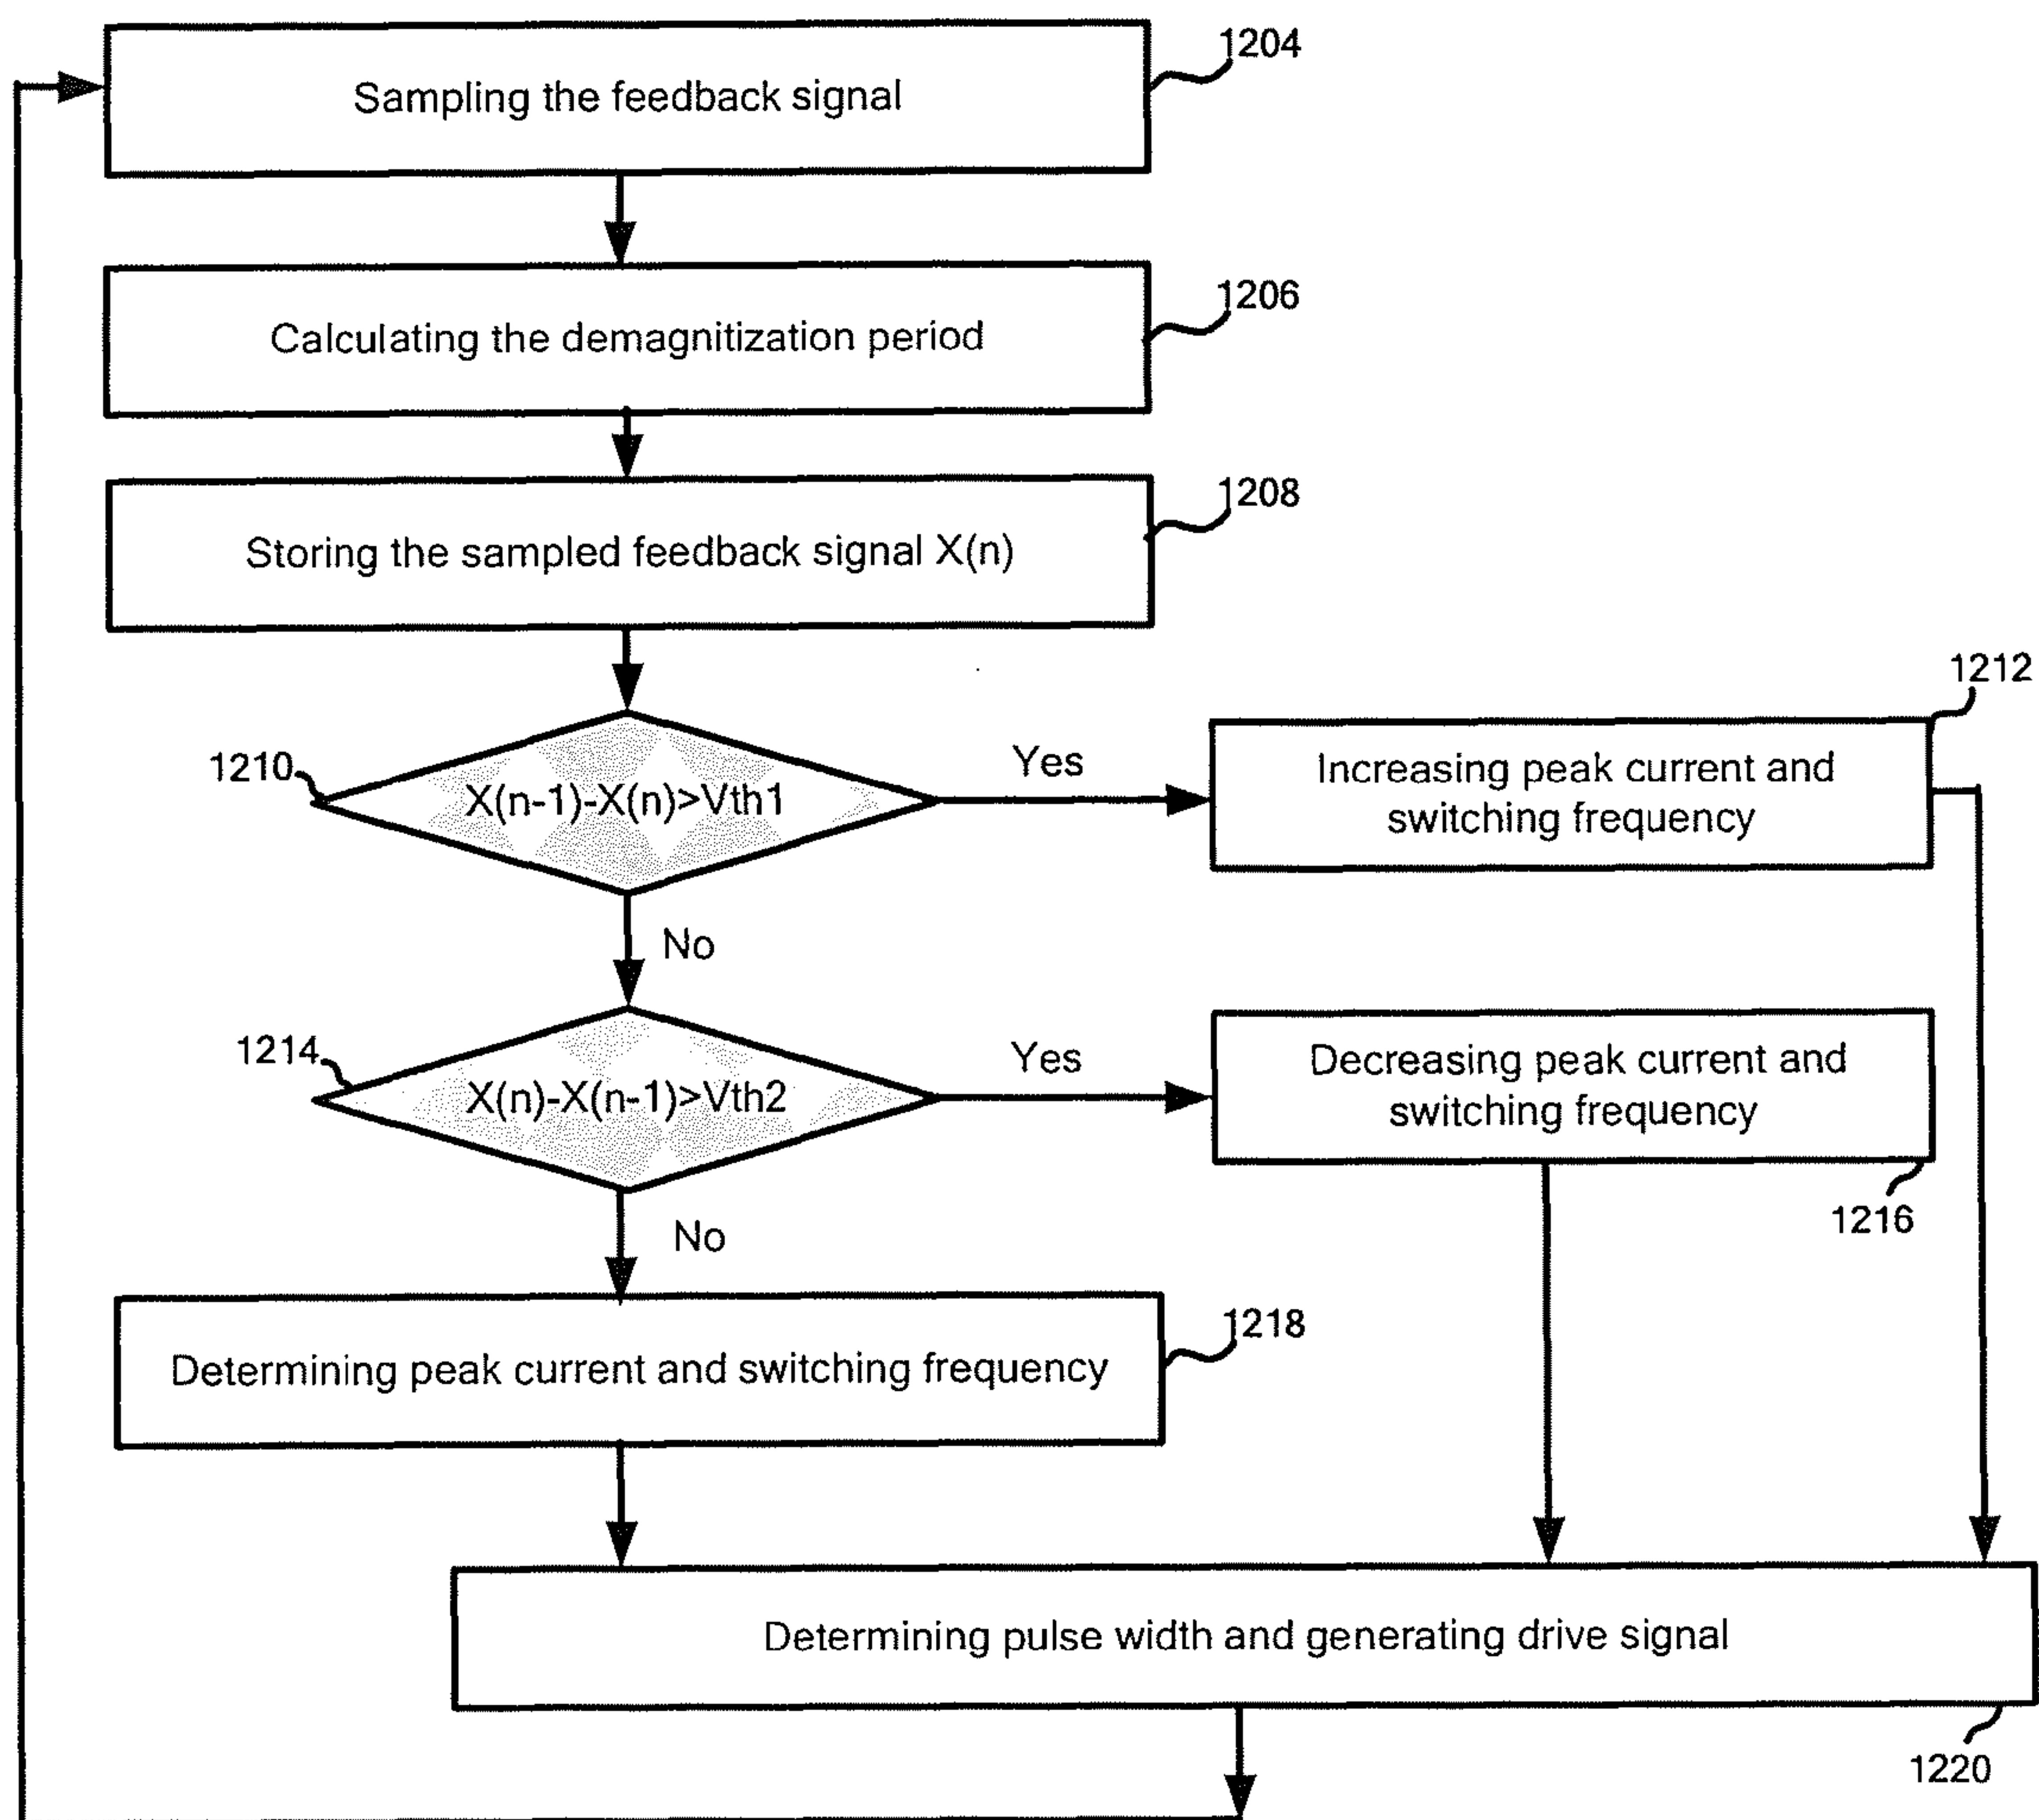 1204
Sampling the feedback signal
1206
Calculating the demagnitization period
1208
Storing the sampled feedback signal X(n)
1210
X(n-1)-X(n)>Vth1
Yes
1212
Increasing peak current and
switching frequency
No
1214
X(n)-X(n-1)>Vth2
Yes
Decreasing peak current and
switching frequency
1216
No
1218
Determining peak current and switching frequency
Determining pulse width and generating drive signal
1220